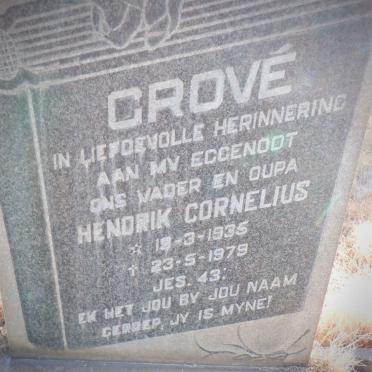 GROVÉ
IN LIEFDEVOLLE HERINNERING
AAN MY EGGENOOT
ONS VADER EN OUPA
HENDRIK CORNELIUS
☆ 19-3-1935
† 23-5-1979
JES. 43:
EK HET JOU BY JOU NAAM
GEROEP, JY IS MYNE!